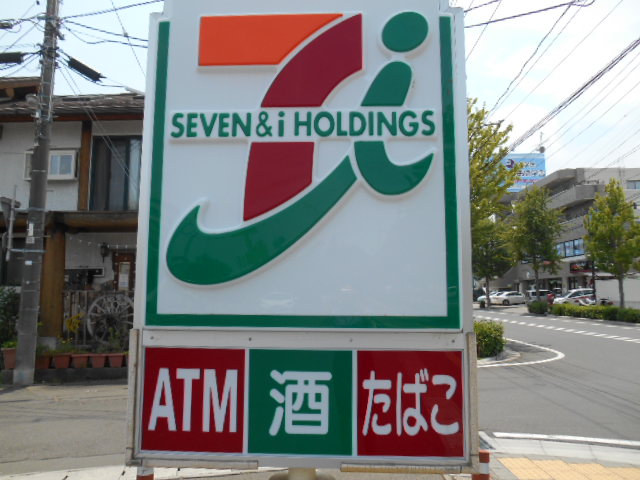 SEVEN & i HOLDINGS
ATM 酒 たばこ